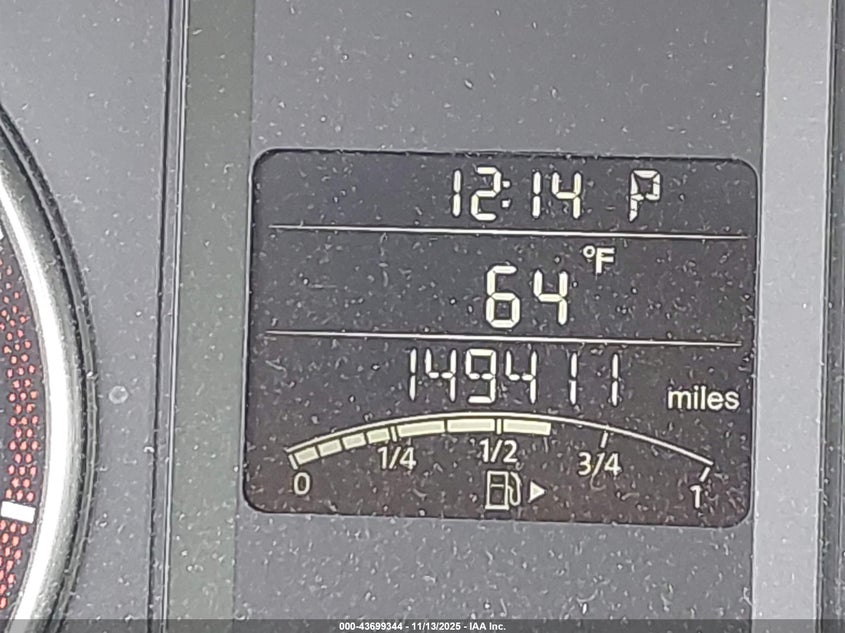 12:14 P
°F
64
149411 miles
0 1/4 1/2 3/4 1
000-43699344 - 11/13/2025 - IAA Inc.